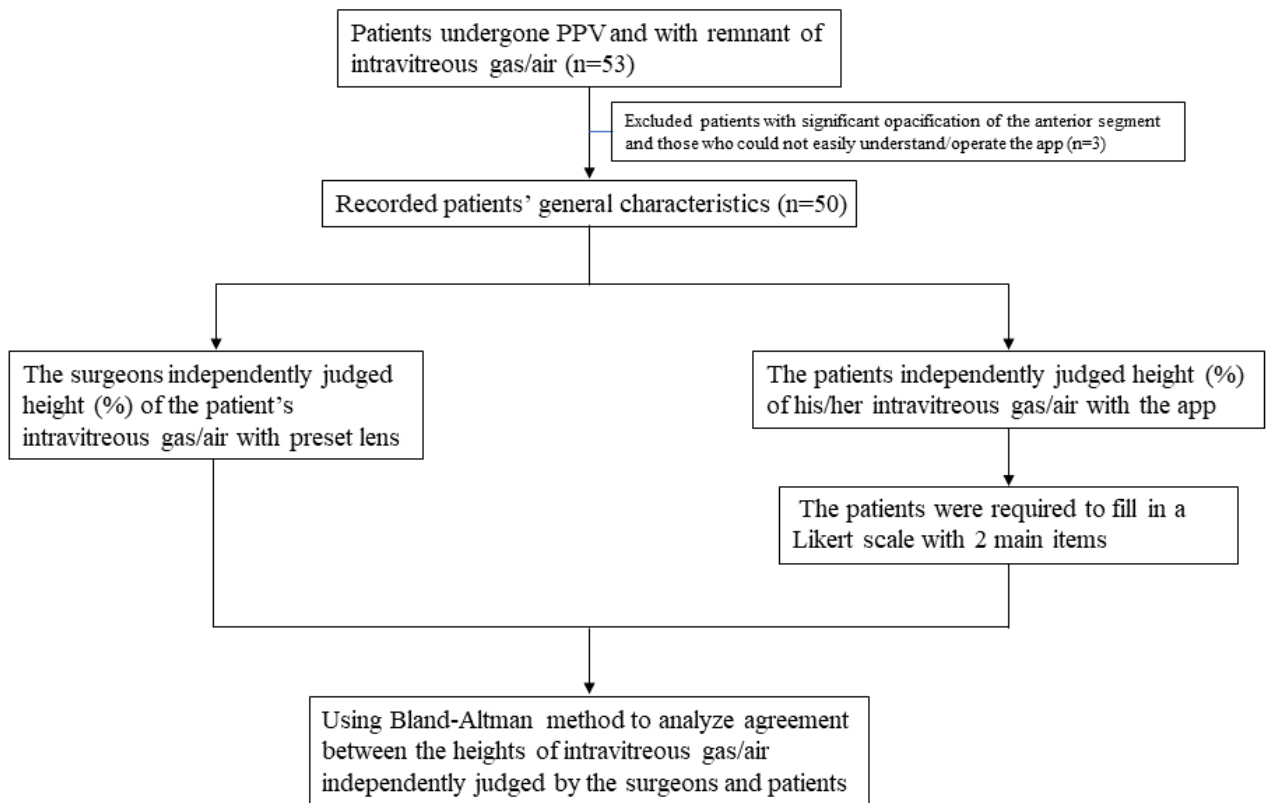 Patients undergone PPV and with remnant of
intravitreous gas/air (n=53)
Excluded patients with significant opacification of the anterior segment
and those who could not easily understand/operate the app (n=3)
Recorded patients’ general characteristics (n=50)
The surgeons independently judged
height (%) of the patient’s
intravitreous gas/air with preset lens
The patients independently judged height (%)
of his/her intravitreous gas/air with the app
The patients were required to fill in a
Likert scale with 2 main items
Using Bland-Altman method to analyze agreement
between the heights of intravitreous gas/air
independently judged by the surgeons and patients